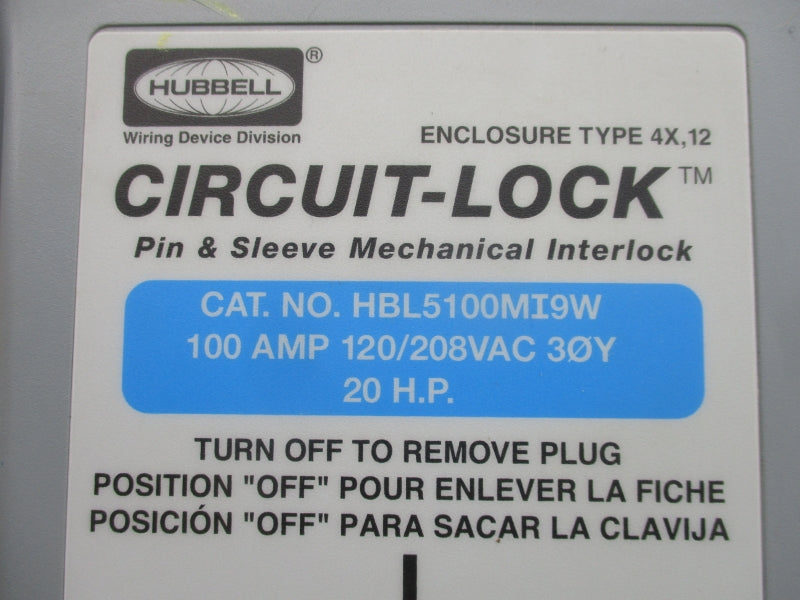 HUBBELL®
Wiring Device Division
ENCLOSURE TYPE 4X,12
CIRCUIT-LOCK™
Pin & Sleeve Mechanical Interlock
CAT. NO. HBL5100MI9W
100 AMP 120/208VAC 3ØY
20 H.P.
TURN OFF TO REMOVE PLUG
POSITION "OFF" POUR ENLEVER LA FICHE
POSICIÓN "OFF" PARA SACAR LA CLAVIJA